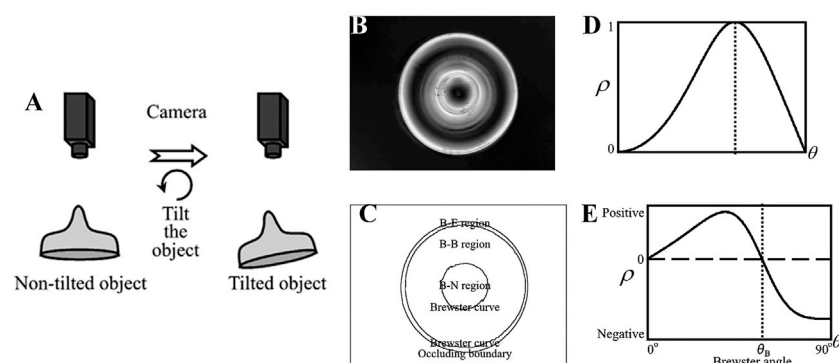 A
Camera
Tilt
the
object
Non-tilted object
Tilted object
B
C
B-E region
B-B region
B-N region
Brewster curve
Brewster curve
Occluding boundary
D
1
ρ
0
θ
E
Positive
0
ρ
Negative
0°
θB
90°
θ
Brewster angle